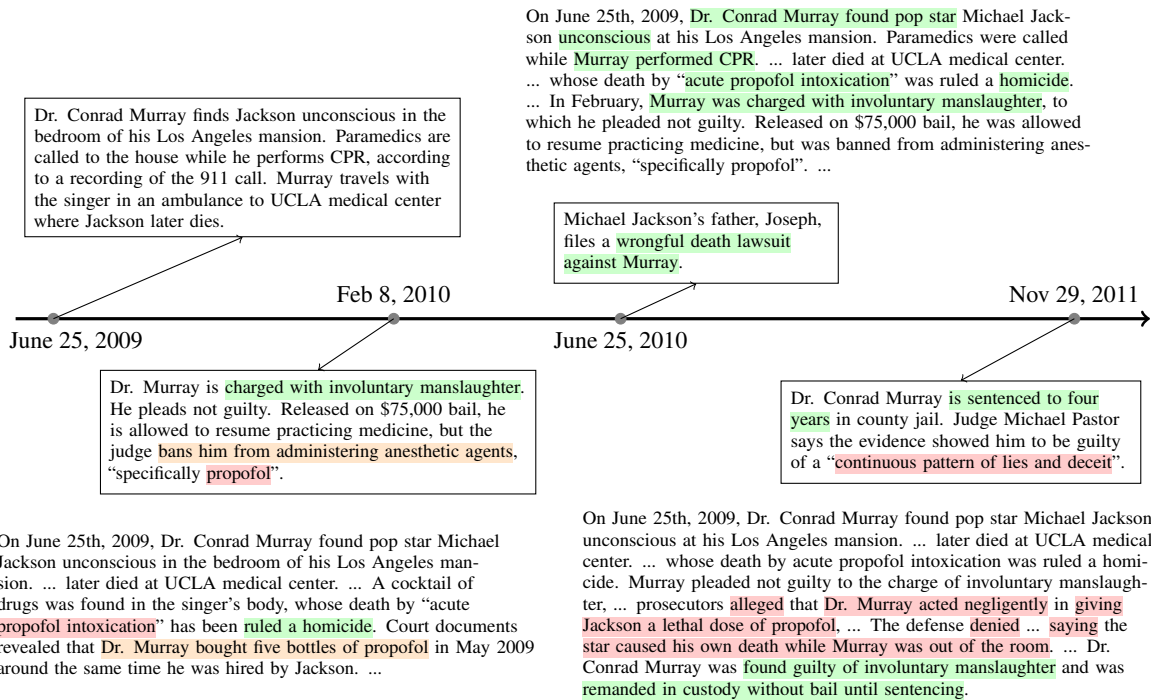 On June 25th, 2009, Dr. Conrad Murray found pop star Michael Jack-
son unconscious at his Los Angeles mansion. Paramedics were called
while Murray performed CPR. ... later died at UCLA medical center.
... whose death by “acute propofol intoxication” was ruled a homicide.
... In February, Murray was charged with involuntary manslaughter, to
which he pleaded not guilty. Released on $75,000 bail, he was allowed
to resume practicing medicine, but was banned from administering anes-
thetic agents, “specifically propofol”. ...
Dr. Conrad Murray finds Jackson unconscious in the
bedroom of his Los Angeles mansion. Paramedics are
called to the house while he performs CPR, according
to a recording of the 911 call. Murray travels with
the singer in an ambulance to UCLA medical center
where Jackson later dies.
Michael Jackson’s father, Joseph,
files a wrongful death lawsuit
against Murray.
Feb 8, 2010
Nov 29, 2011
June 25, 2009
June 25, 2010
Dr. Murray is charged with involuntary manslaughter.
He pleads not guilty. Released on $75,000 bail, he
is allowed to resume practicing medicine, but the
judge bans him from administering anesthetic agents,
“specifically propofol”.
Dr. Conrad Murray is sentenced to four
years in county jail. Judge Michael Pastor
says the evidence showed him to be guilty
of a “continuous pattern of lies and deceit”.
On June 25th, 2009, Dr. Conrad Murray found pop star Michael
Jackson unconscious in the bedroom of his Los Angeles man-
sion. ... later died at UCLA medical center. ... A cocktail of
drugs was found in the singer’s body, whose death by “acute
propofol intoxication” has been ruled a homicide. Court documents
revealed that Dr. Murray bought five bottles of propofol in May 2009
around the same time he was hired by Jackson. ...
On June 25th, 2009, Dr. Conrad Murray found pop star Michael Jackson
unconscious at his Los Angeles mansion. ... later died at UCLA medical
center. ... whose death by acute propofol intoxication was ruled a homi-
cide. Murray pleaded not guilty to the charge of involuntary manslaugh-
ter, ... prosecutors alleged that Dr. Murray acted negligently in giving
Jackson a lethal dose of propofol, ... The defense denied ... saying the
star caused his own death while Murray was out of the room. ... Dr.
Conrad Murray was found guilty of involuntary manslaughter and was
remanded in custody without bail until sentencing.